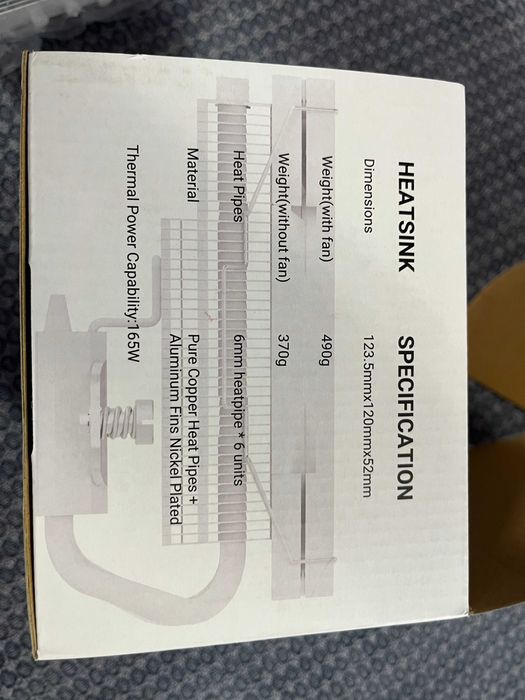 HEATSINK SPECIFICATION
Dimensions 123.5mmx120mmx52mm
Weight(with fan) 490g
Weight(without fan) 370g
Heat Pipes 6mm heatpipe * 6 units
Material Pure Copper Heat Pipes +
Aluminum Fins Nickel Plated
Thermal Power Capability:165W